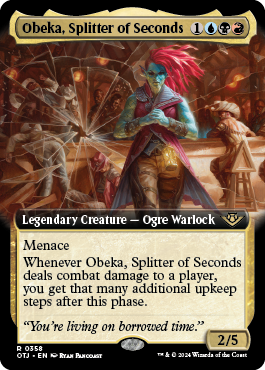 Obeka, Splitter of Seconds 1
Legendary Creature — Ogre Warlock
Menace
Whenever Obeka, Splitter of Seconds
deals combat damage to a player,
you get that many additional upkeep
steps after this phase.
“You’re living on borrowed time.”
2/5
R 0358
OTJ • EN RYAN PANCOAST
™ & © 2024 Wizards of the Coast